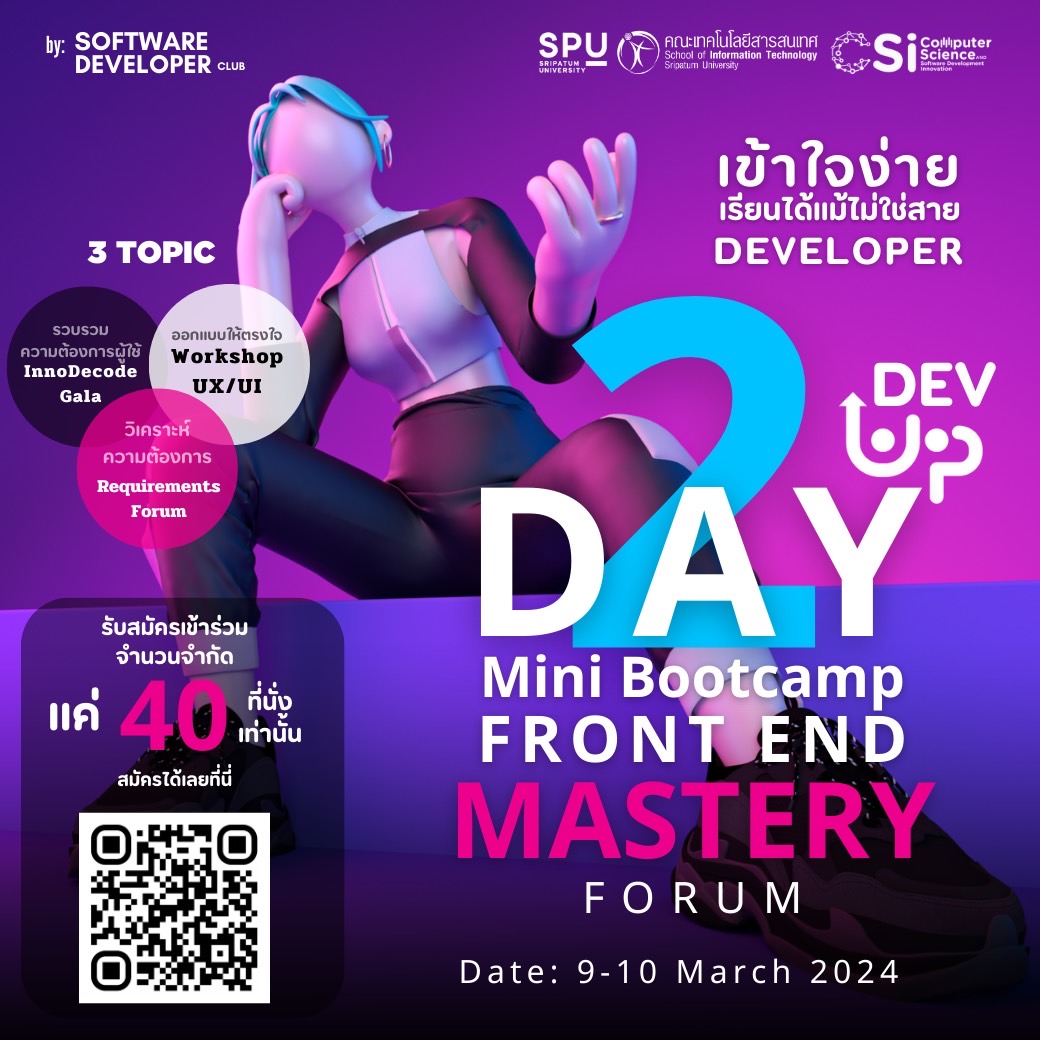 by: SOFTWARE
DEVELOPER CLUB
SPU
SRIPATUM
UNIVERSITY
คณะเทคโนโลยีสารสนเทศ
School of Information Technology
Sripatum University
CSi Computer
Science AND
Software Development
Innovation
เข้าใจง่าย
เรียนได้แม้ไม่ใช่สาย
DEVELOPER
3 TOPIC
รวบรวม
ความต้องการผู้ใช้
InnoDecode
Gala
ออกแบบให้ตรงใจ
Workshop
UX/UI
วิเคราะห์
ความต้องการ
Requirements
Forum
DEV
Up
2
DAY
Mini Bootcamp
FRONT END
MASTERY
FORUM
Date: 9-10 March 2024
รับสมัครเข้าร่วม
จำนวนจำกัด
แค่ 40 ที่นั่ง
เท่านั้น
สมัครได้เลยที่นี่